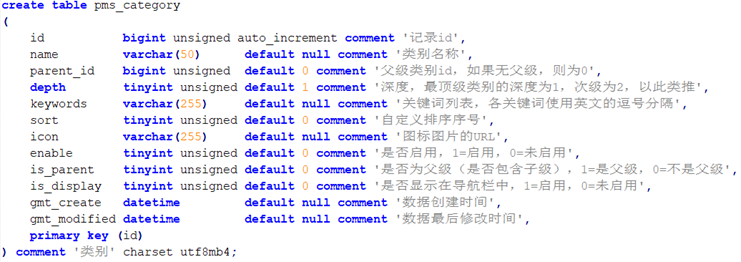 create table pms_category
(
    id           bigint unsigned auto_increment comment '记录id',
    name         varchar(50)      default null comment '类别名称',
    parent_id    bigint unsigned  default 0 comment '父级类别id，如果无父级，则为0',
    depth        tinyint unsigned default 1 comment '深度，最顶级类别的深度为1，次级为2，以此类推',
    keywords     varchar(255)     default null comment '关键词列表，各关键词使用英文的逗号分隔',
    sort         tinyint unsigned default 0 comment '自定义排序序号',
    icon         varchar(255)     default null comment '图标图片的URL',
    enable       tinyint unsigned default 0 comment '是否启用，1=启用，0=未启用',
    is_parent    tinyint unsigned default 0 comment '是否为父级（是否包含子级），1=是父级，0=不是父级',
    is_display   tinyint unsigned default 0 comment '是否显示在导航栏中，1=启用，0=未启用',
    gmt_create   datetime         default null comment '数据创建时间',
    gmt_modified datetime         default null comment '数据最后修改时间',
    primary key (id)
) comment '类别' charset utf8mb4;